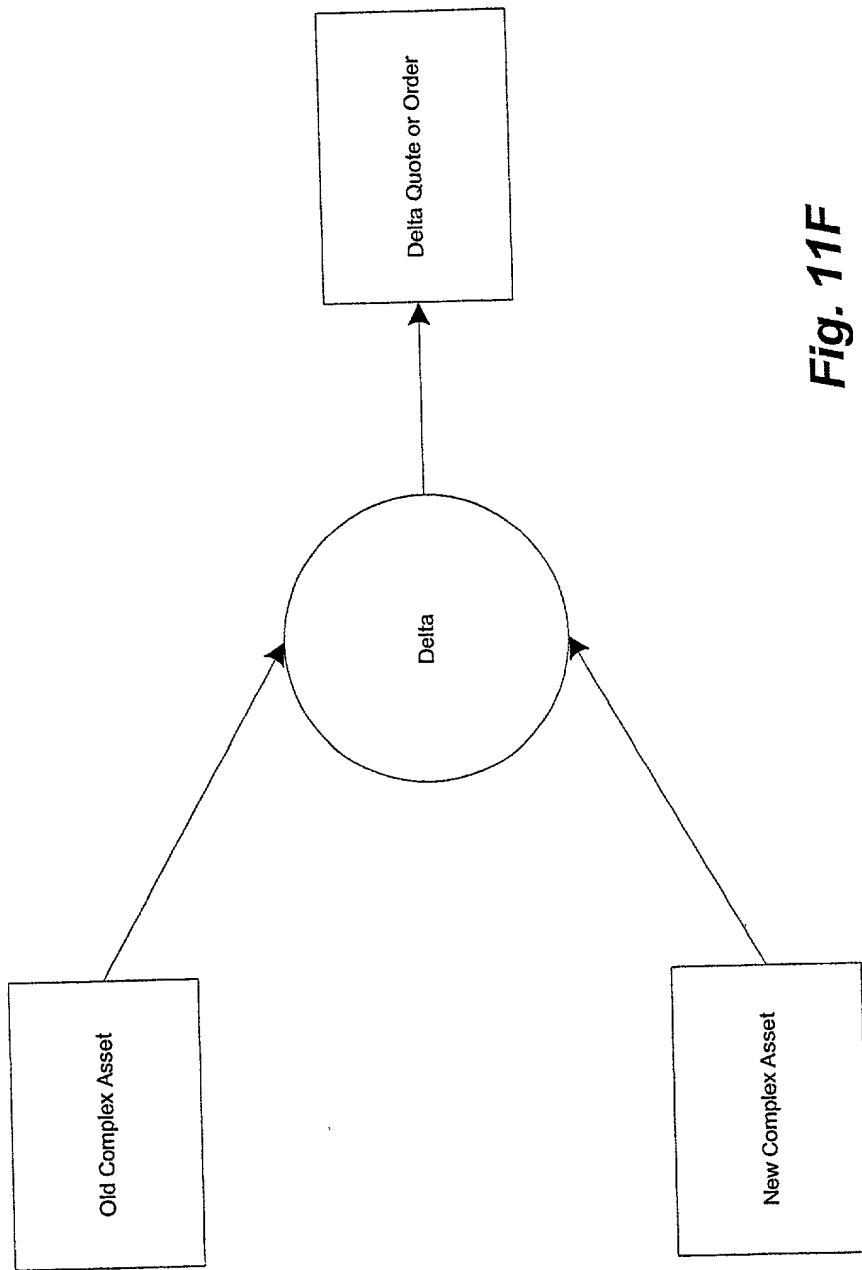 Old Complex Asset
New Complex Asset
Delta
Delta Quote or Order
Fig. 11F